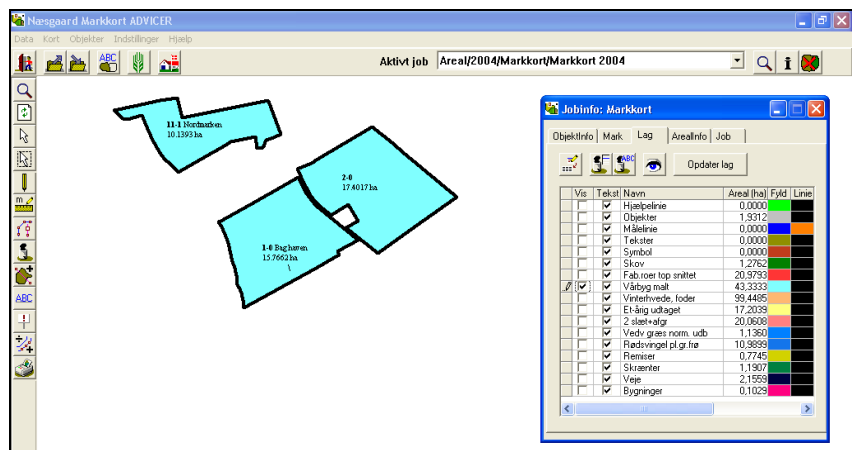 Næsgaard Markkort ADVICER
Data Kort Objekter Indstillinger Hjælp
ABC
Aktivt job Areal/2004/Markkort/Markkort 2004
i
m
ABC
11-1 Nordmarken
10.1393 ha
2-0
17.4017 ha
1-0 Baghaven
15.7662 ha
Jobinfo: Markkort
ObjektInfo Mark Lag ArealInfo Job
F ABC Opdater lag
Vis Tekst Navn Areal (ha) Fyld Linie
Hjælpelinie 0,0000
Objekter 1,9312
Målelinie 0,0000
Tekster 0,0000
Symbol 0,0000
Skov 1,2762
Fab.roer top snittet 20,9793
Vårbyg malt 43,3333
Vinterhvede, foder 99,4485
Et-årig udtaget 17,2039
2 slæt+afgr 20,0608
Vedv græs norm. udb 1,1360
Rødsvingel pl.gr.frø 10,9899
Remiser 0,7745
Skrænter 1,1907
Veje 2,1559
Bygninger 0,1029